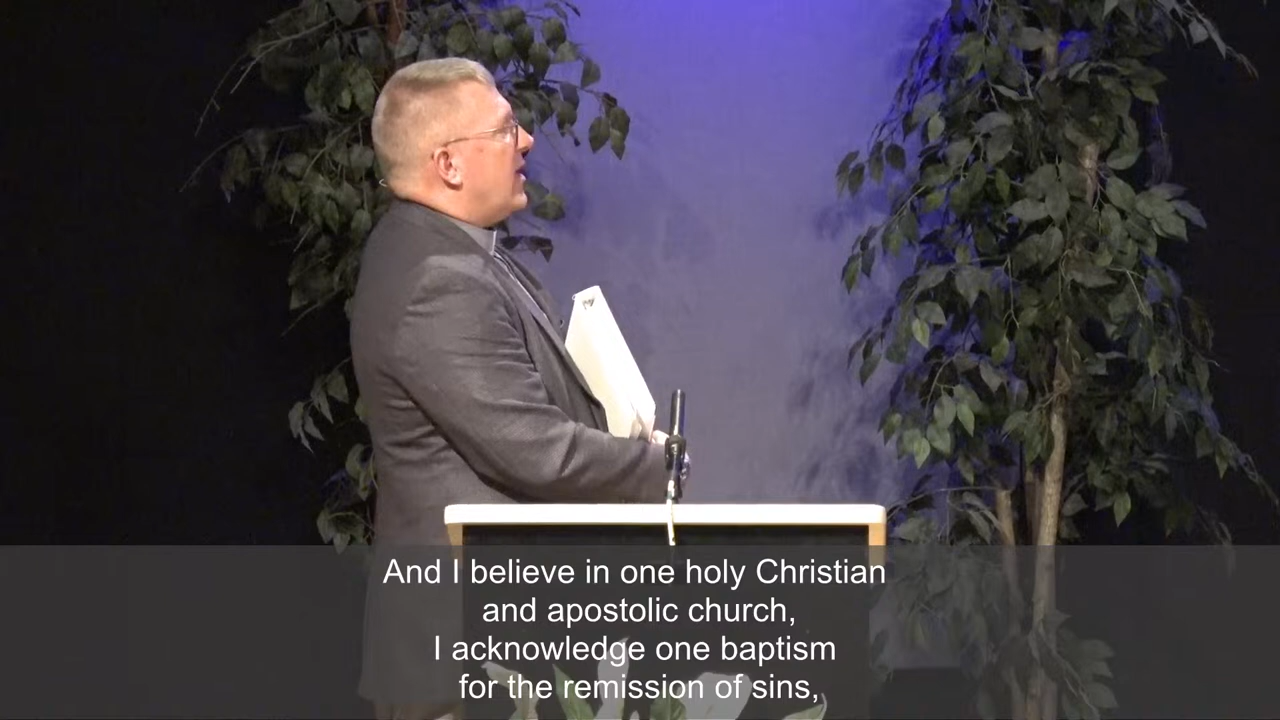 And I believe in one holy Christian
and apostolic church,
I acknowledge one baptism
for the remission of sins,